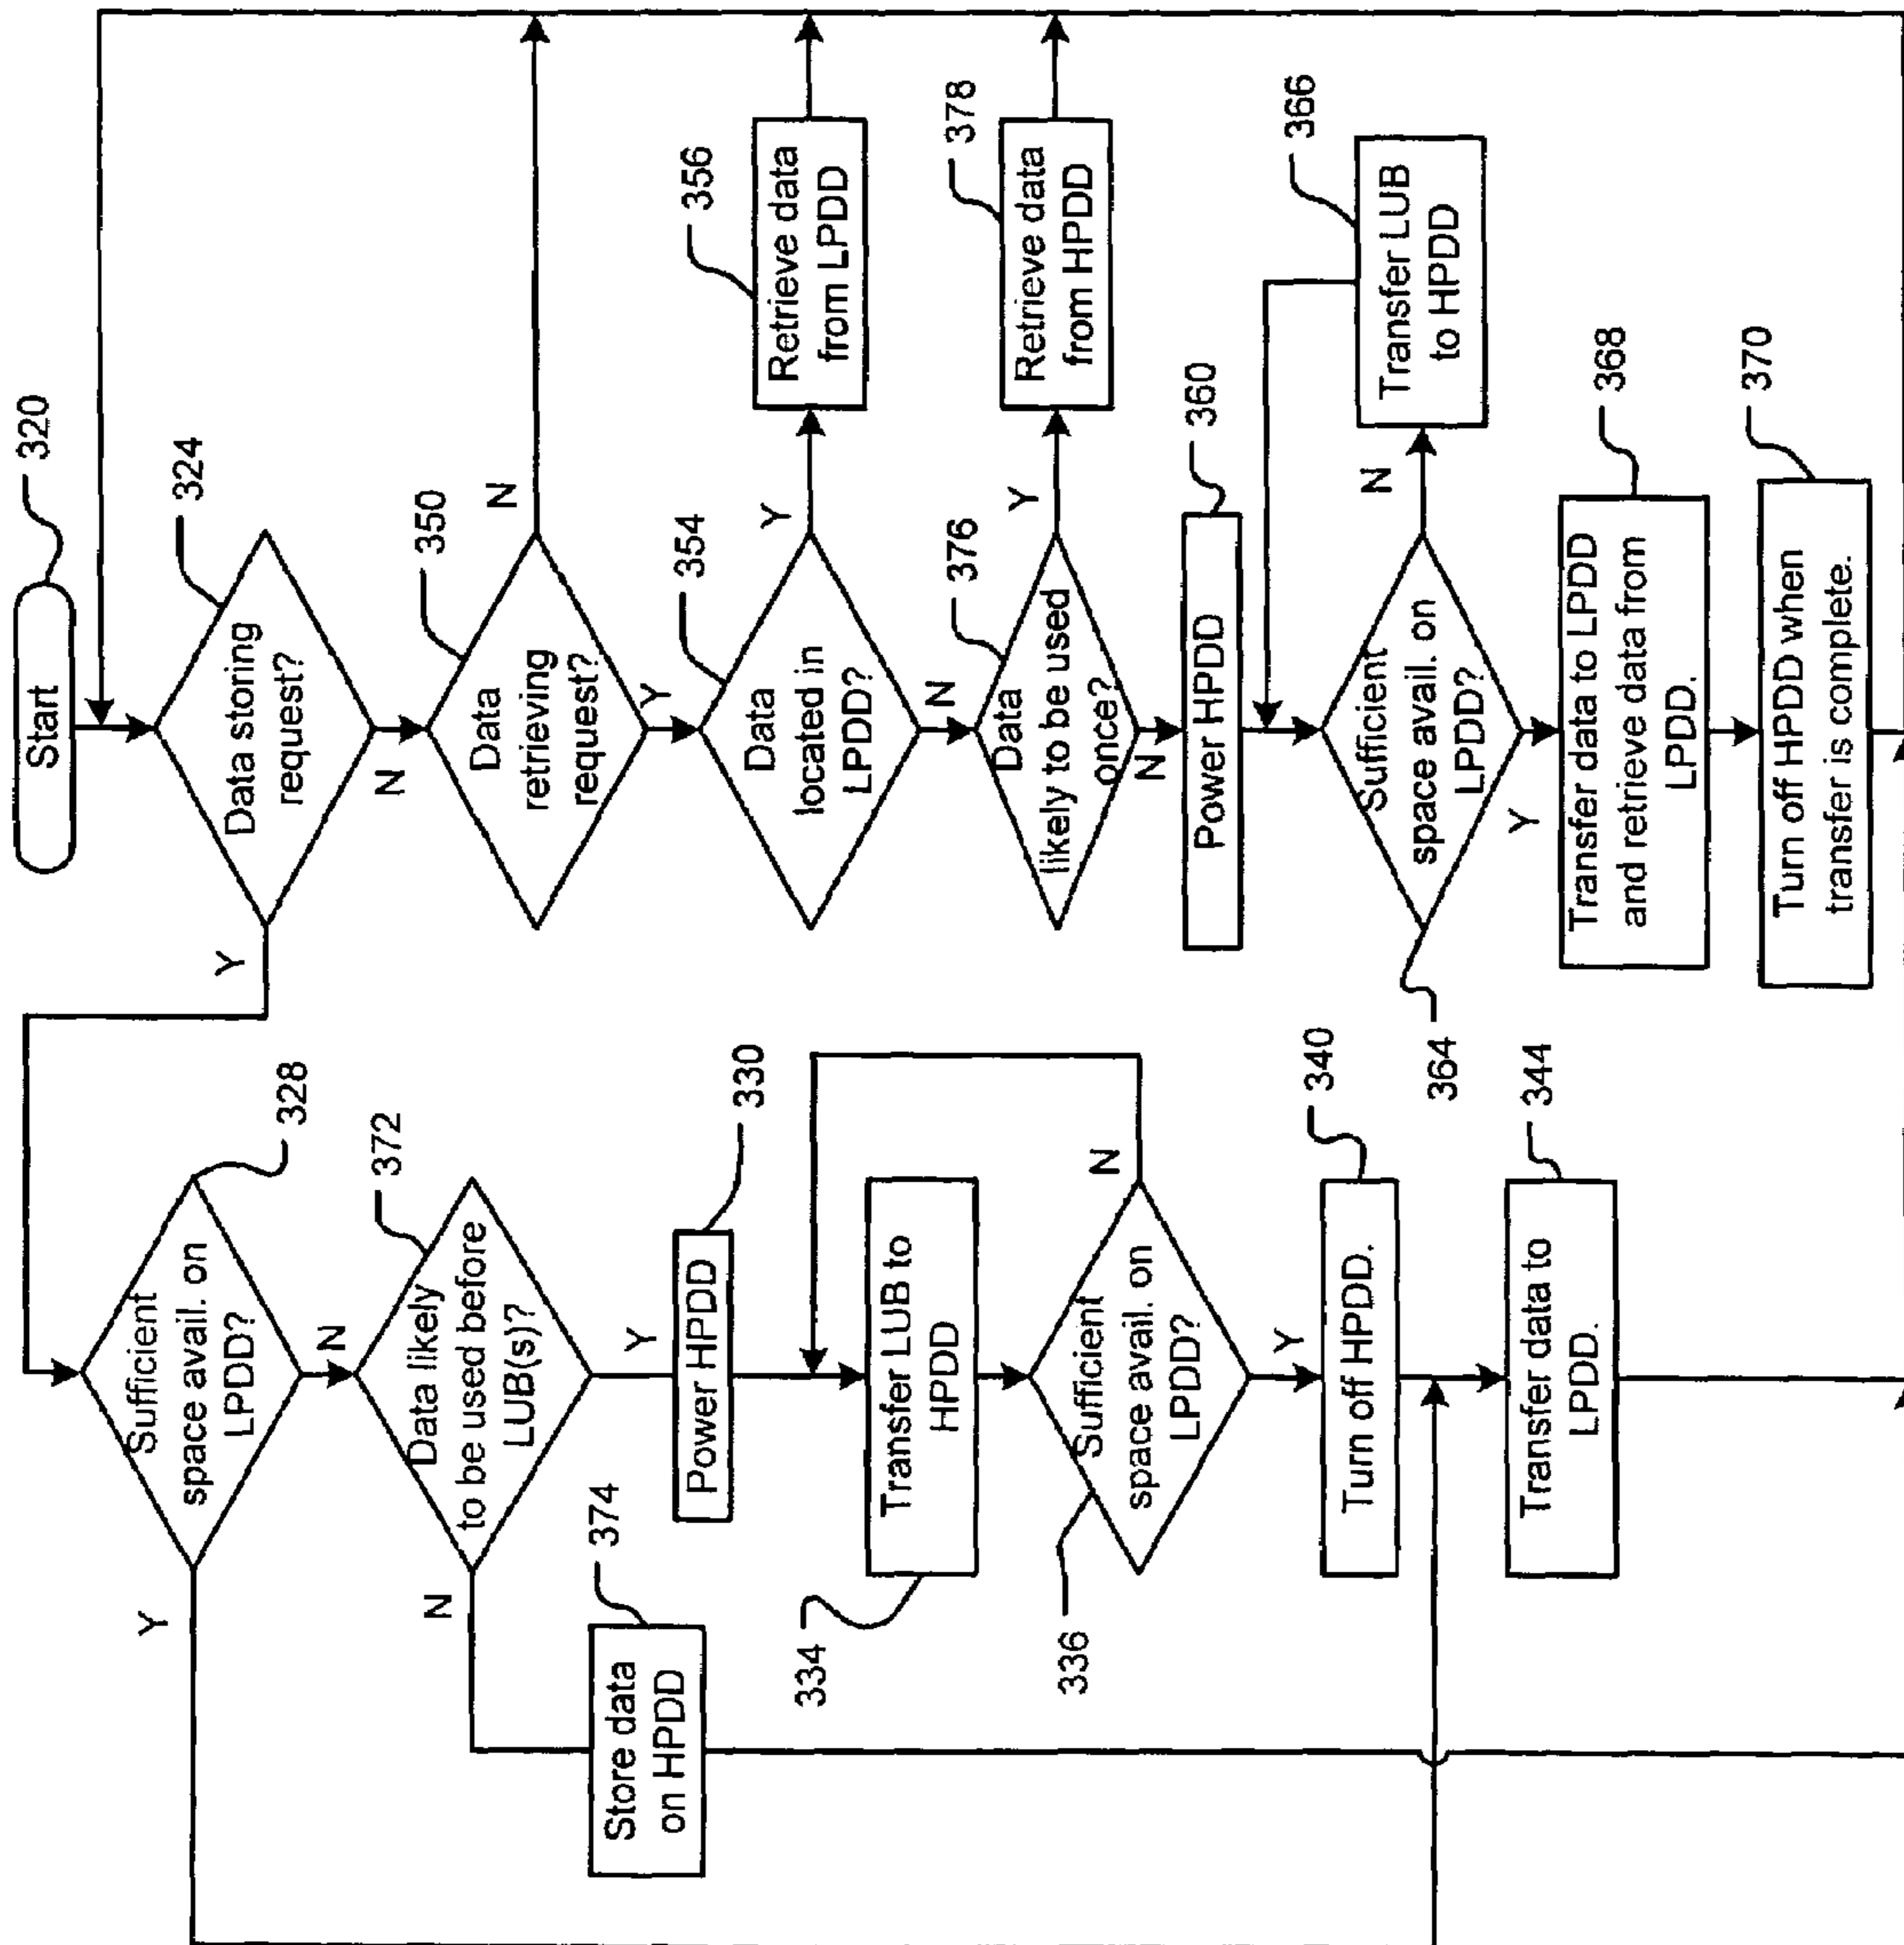 Start
320
Data storing
request?
324
Y
N
Sufficient
space avail. on
LPDD?
328
Y
N
Data likely
to be used before
LUB(s)?
372
N
Y
Store data
on HPDD
374
Power HPDD
330
Transfer LUB to
HPDD
334
Sufficient
space avail. on
LPDD?
336
N
Y
Turn off HPDD.
340
Transfer data to
LPDD.
344
Data
retrieving
request?
350
N
Y
Data
located in
LPDD?
354
Y
N
Retrieve data
from LPDD
356
Data
likely to be used
once?
376
Y
N
Retrieve data
from HPDD
378
Power HPDD
360
Sufficient
space avail. on
LPDD?
364
N
Y
Transfer LUB
to HPDD
366
Transfer data to LPDD
and retrieve data from
LPDD.
368
Turn off HPDD when
transfer is complete.
370